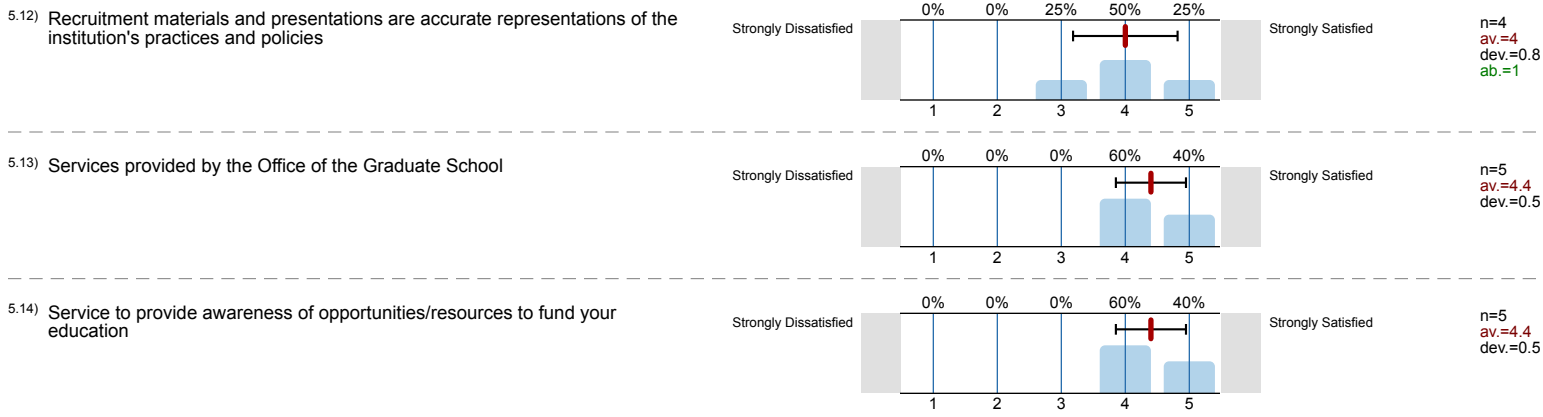 5.12) Recruitment materials and presentations are accurate representations of the
institution's practices and policies
Strongly Dissatisfied
0% 0% 25% 50% 25%
1 2 3 4 5
Strongly Satisfied
n=4
av.=4
dev.=0.8
ab.=1
5.13) Services provided by the Office of the Graduate School
Strongly Dissatisfied
0% 0% 0% 60% 40%
1 2 3 4 5
Strongly Satisfied
n=5
av.=4.4
dev.=0.5
5.14) Service to provide awareness of opportunities/resources to fund your
education
Strongly Dissatisfied
0% 0% 0% 60% 40%
1 2 3 4 5
Strongly Satisfied
n=5
av.=4.4
dev.=0.5